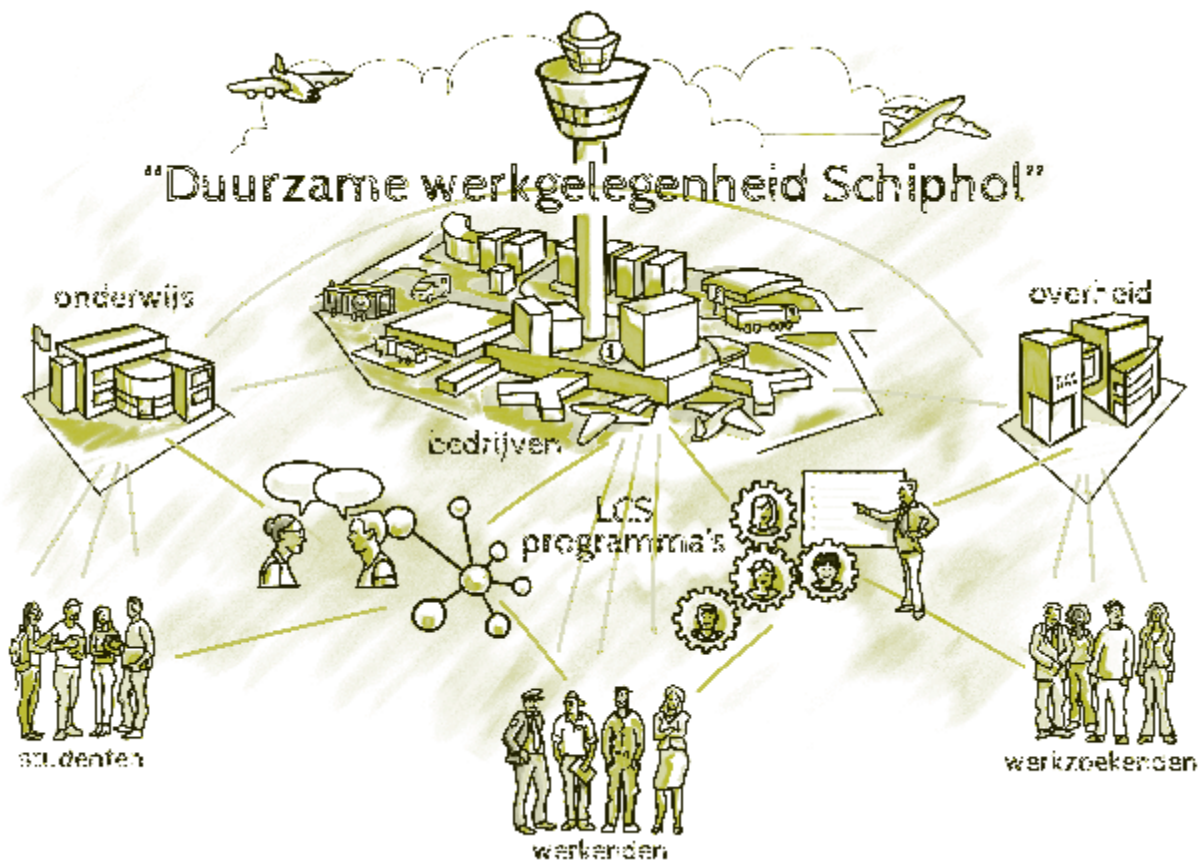 “Duurzame werkgelegenheid Schiphol”
onderwijs
overheid
bedrijven
LCS
programma's
studenten
werkzoekenden
werkenden